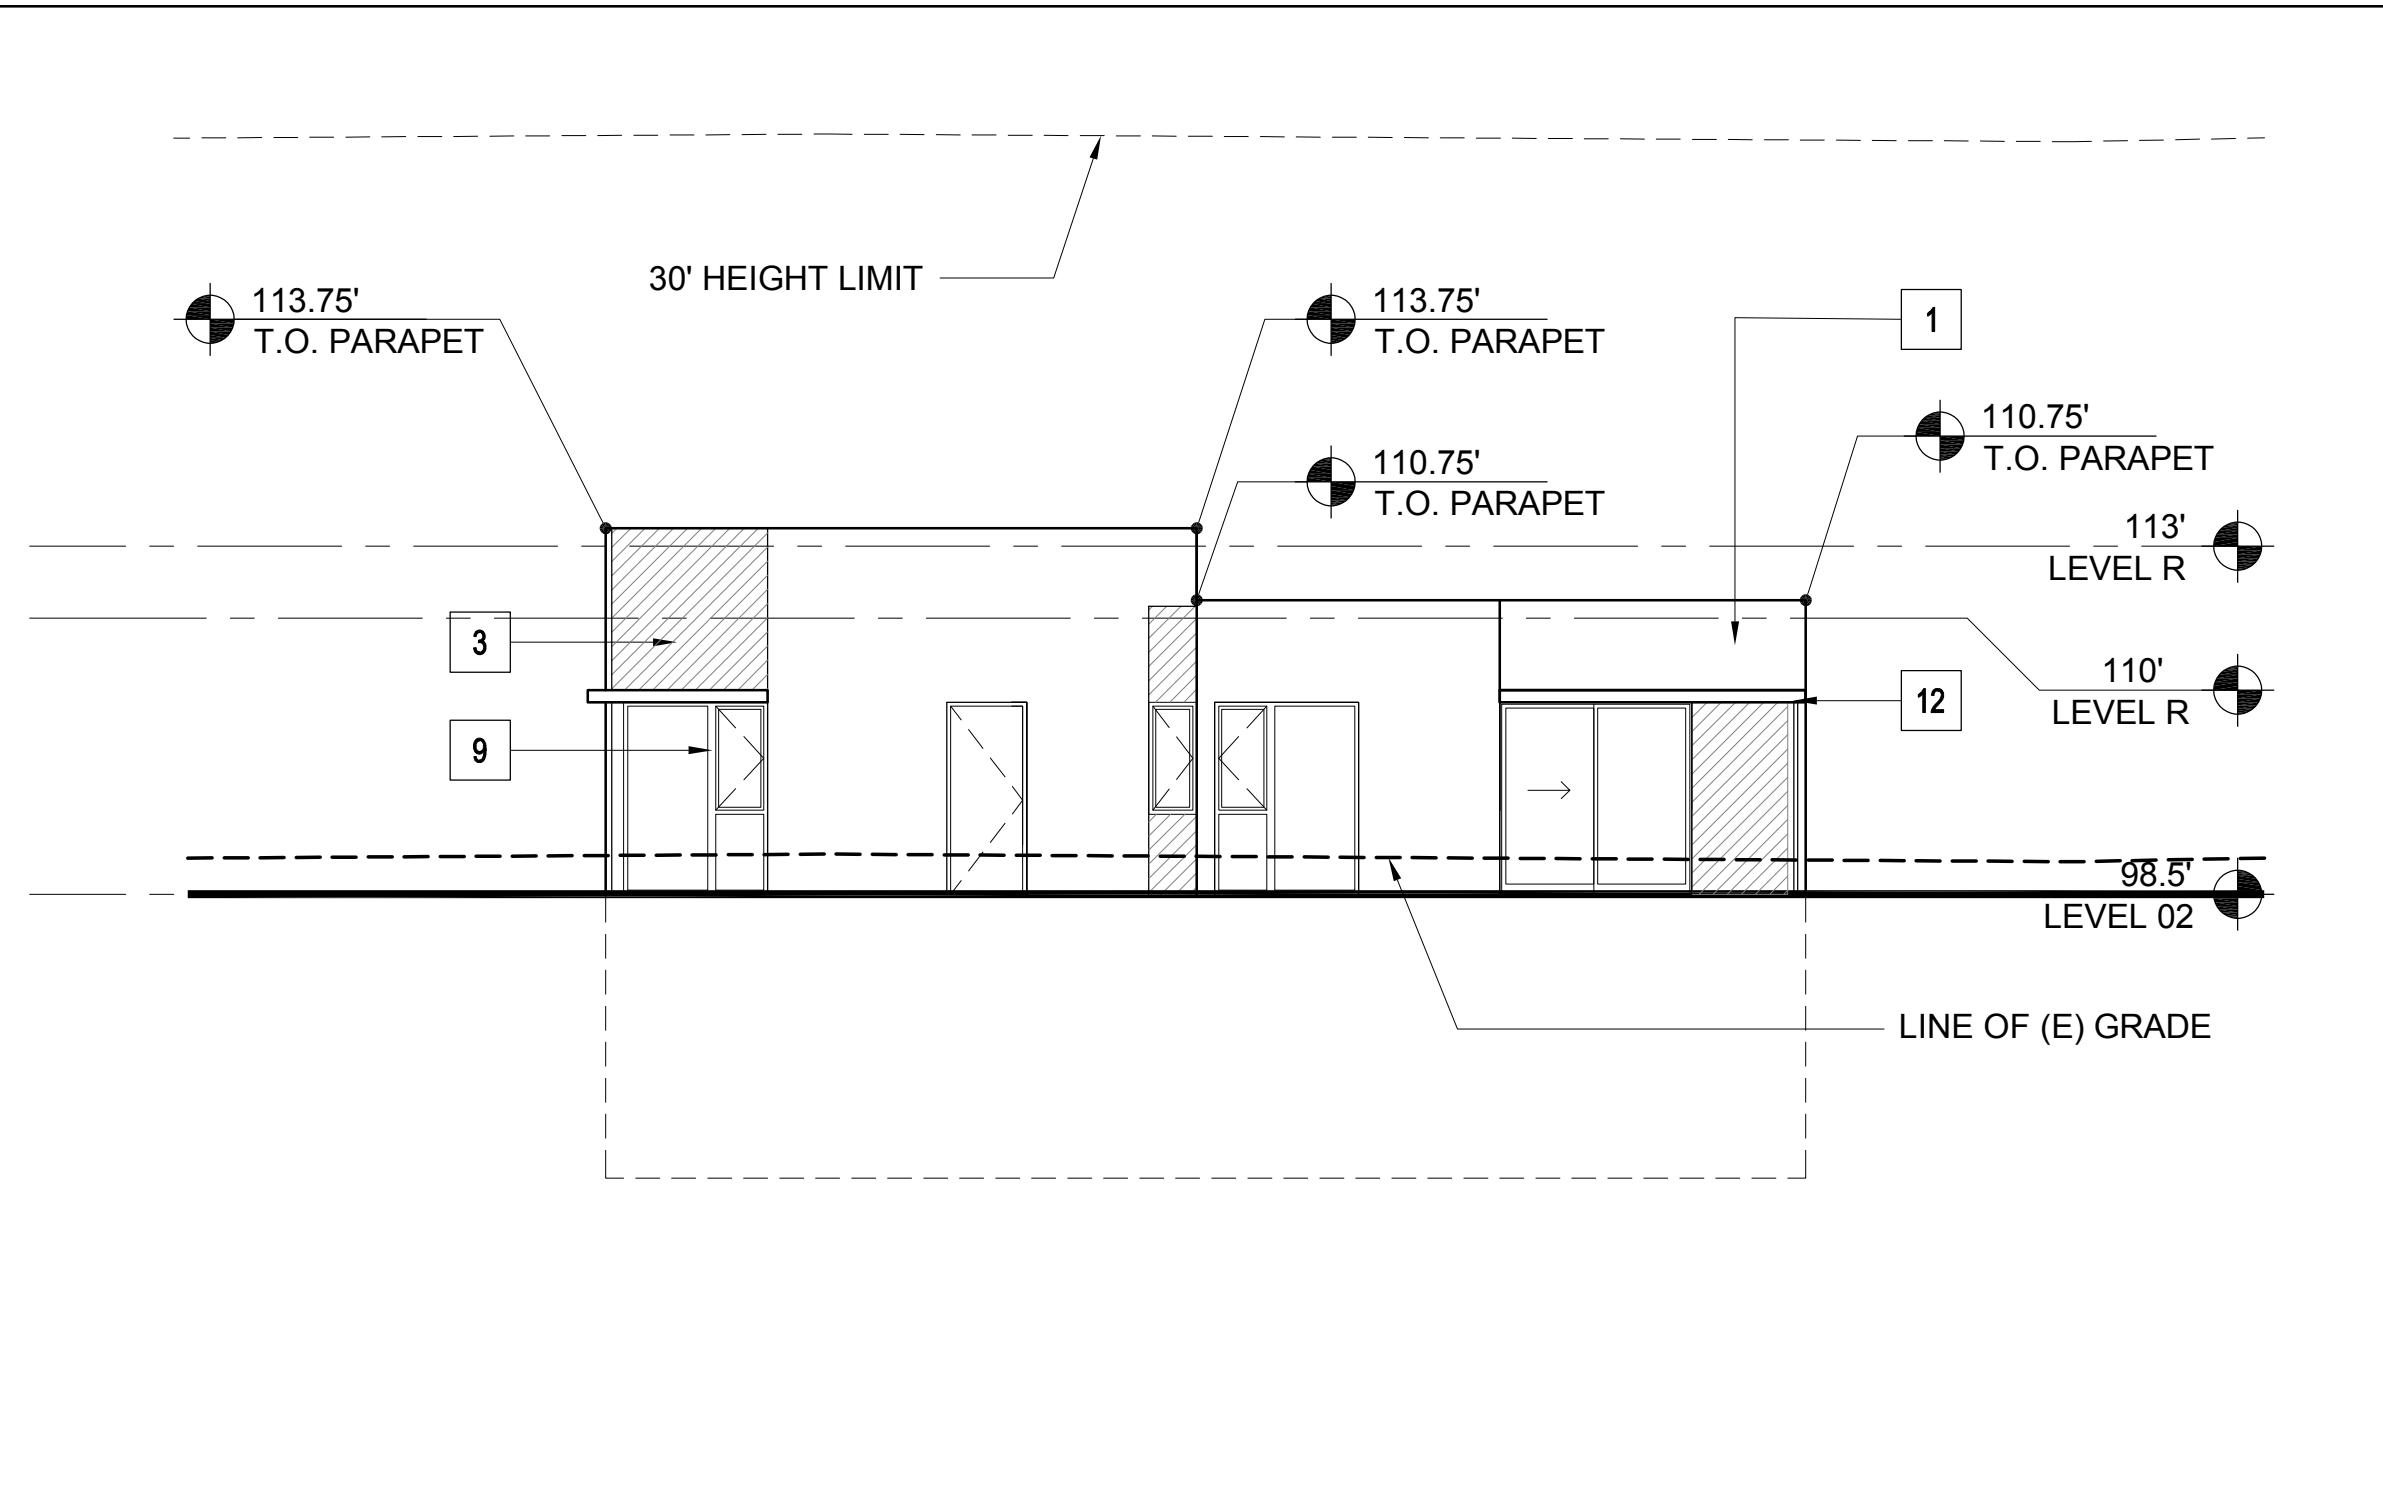 30' HEIGHT LIMIT
113.75'
T.O. PARAPET
113.75'
T.O. PARAPET
1
110.75'
T.O. PARAPET
110.75'
T.O. PARAPET
113'
LEVEL R
3
110'
LEVEL R
12
9
98.5'
LEVEL 02
LINE OF (E) GRADE